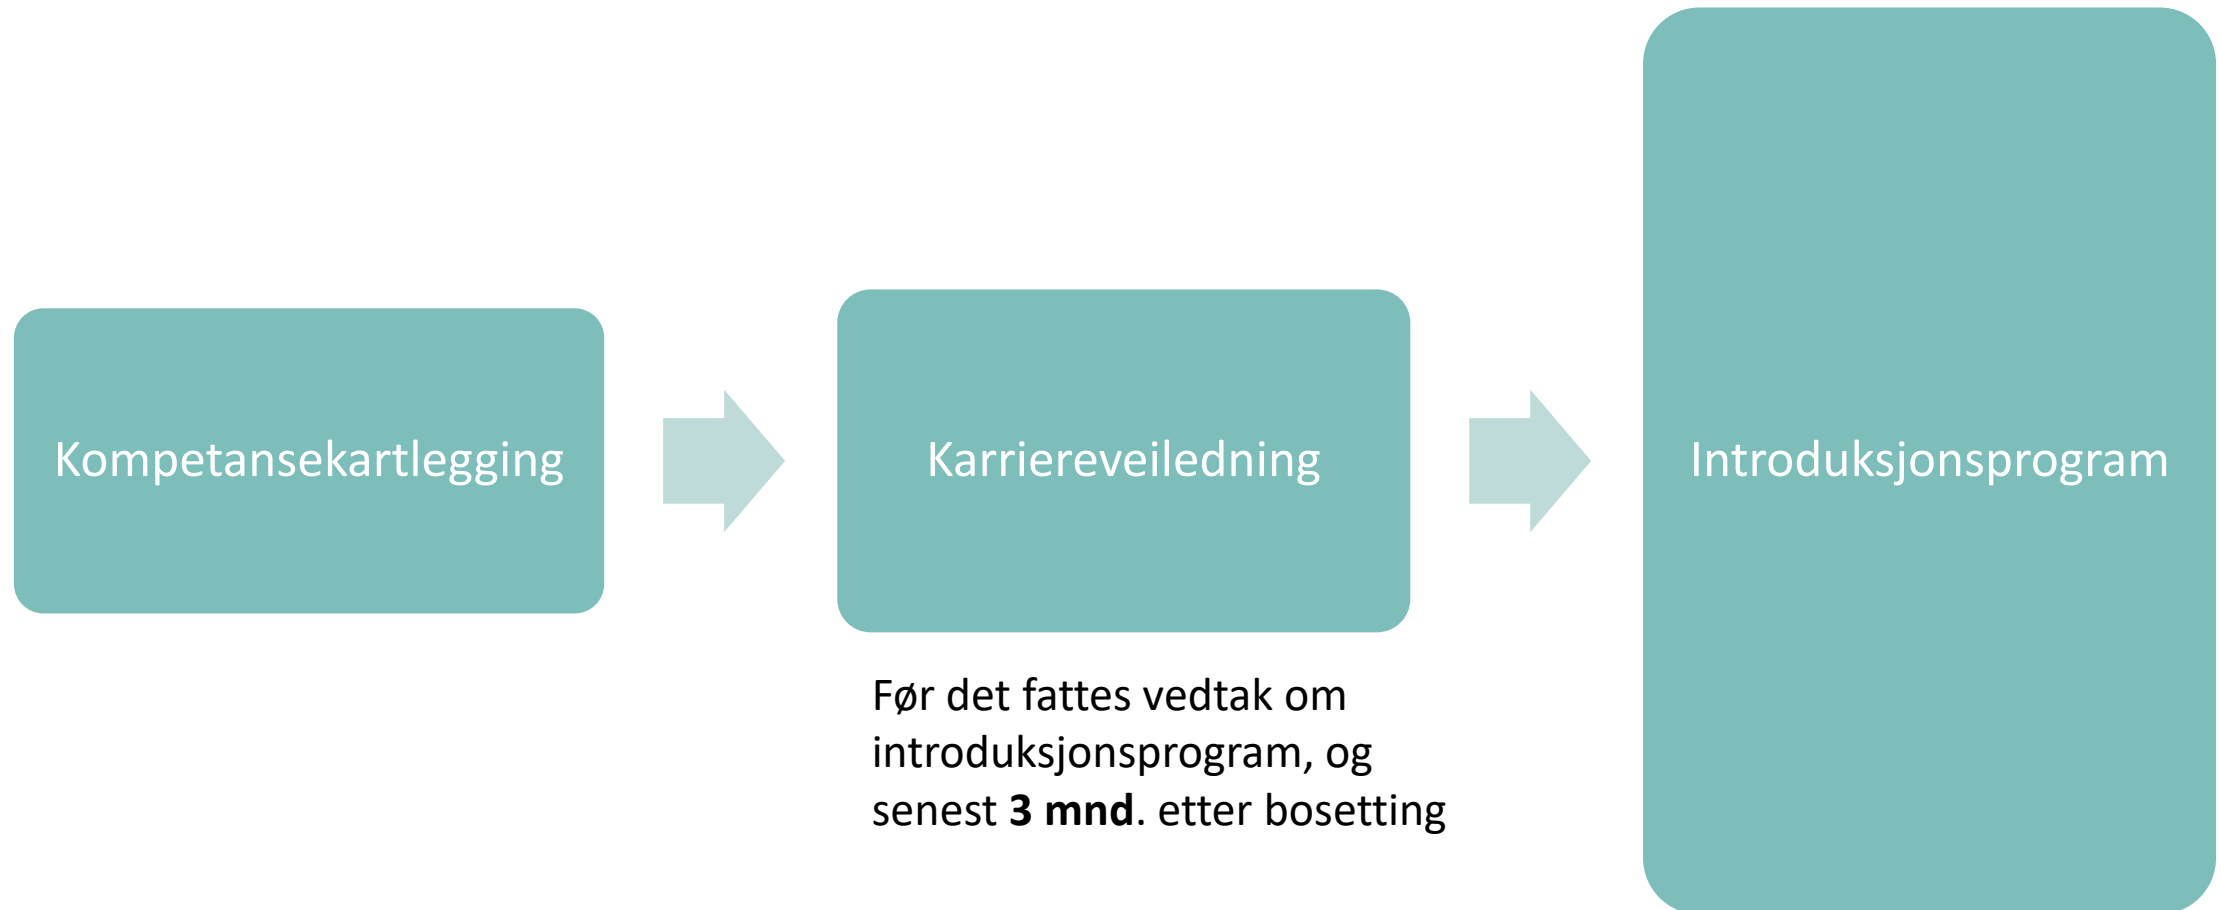 Kompetansekartlegging
Karriereveiledning
Introduksjonsprogram
Før det fattes vedtak om
introduksjonsprogram, og
senest 3 mnd. etter bosetting